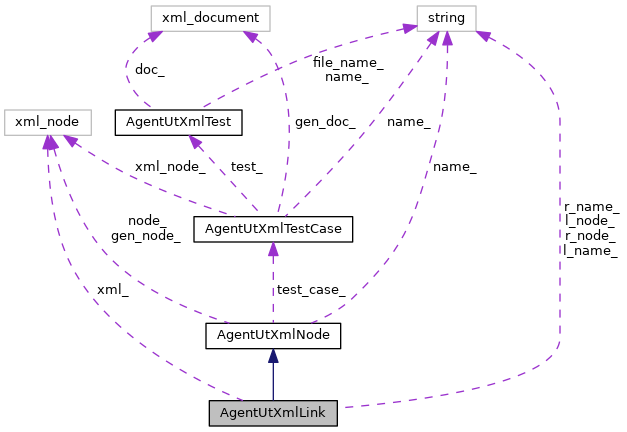 xml_document
string
doc_
file_name_
name_
xml_node
AgentUtXmlTest
gen_doc_
name_
xml_node_
test_
name_
r_name_
l_node_
r_node_
l_name_
node_
gen_node_
AgentUtXmlTestCase
xml_
test_case_
AgentUtXmlNode
AgentUtXmlLink